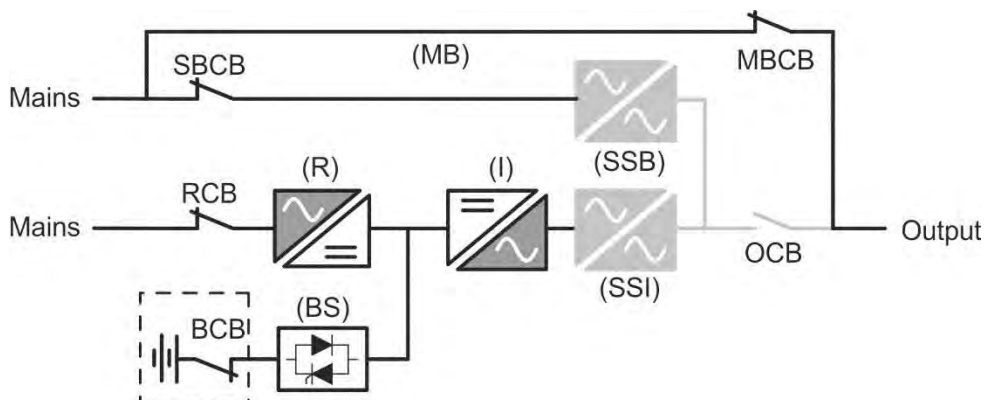 (MB)
MBCB
SBCB
Mains
(SSB)
(R)
(I)
RCB
Mains
Output
OCB
(SSI)
(BS)
BCB